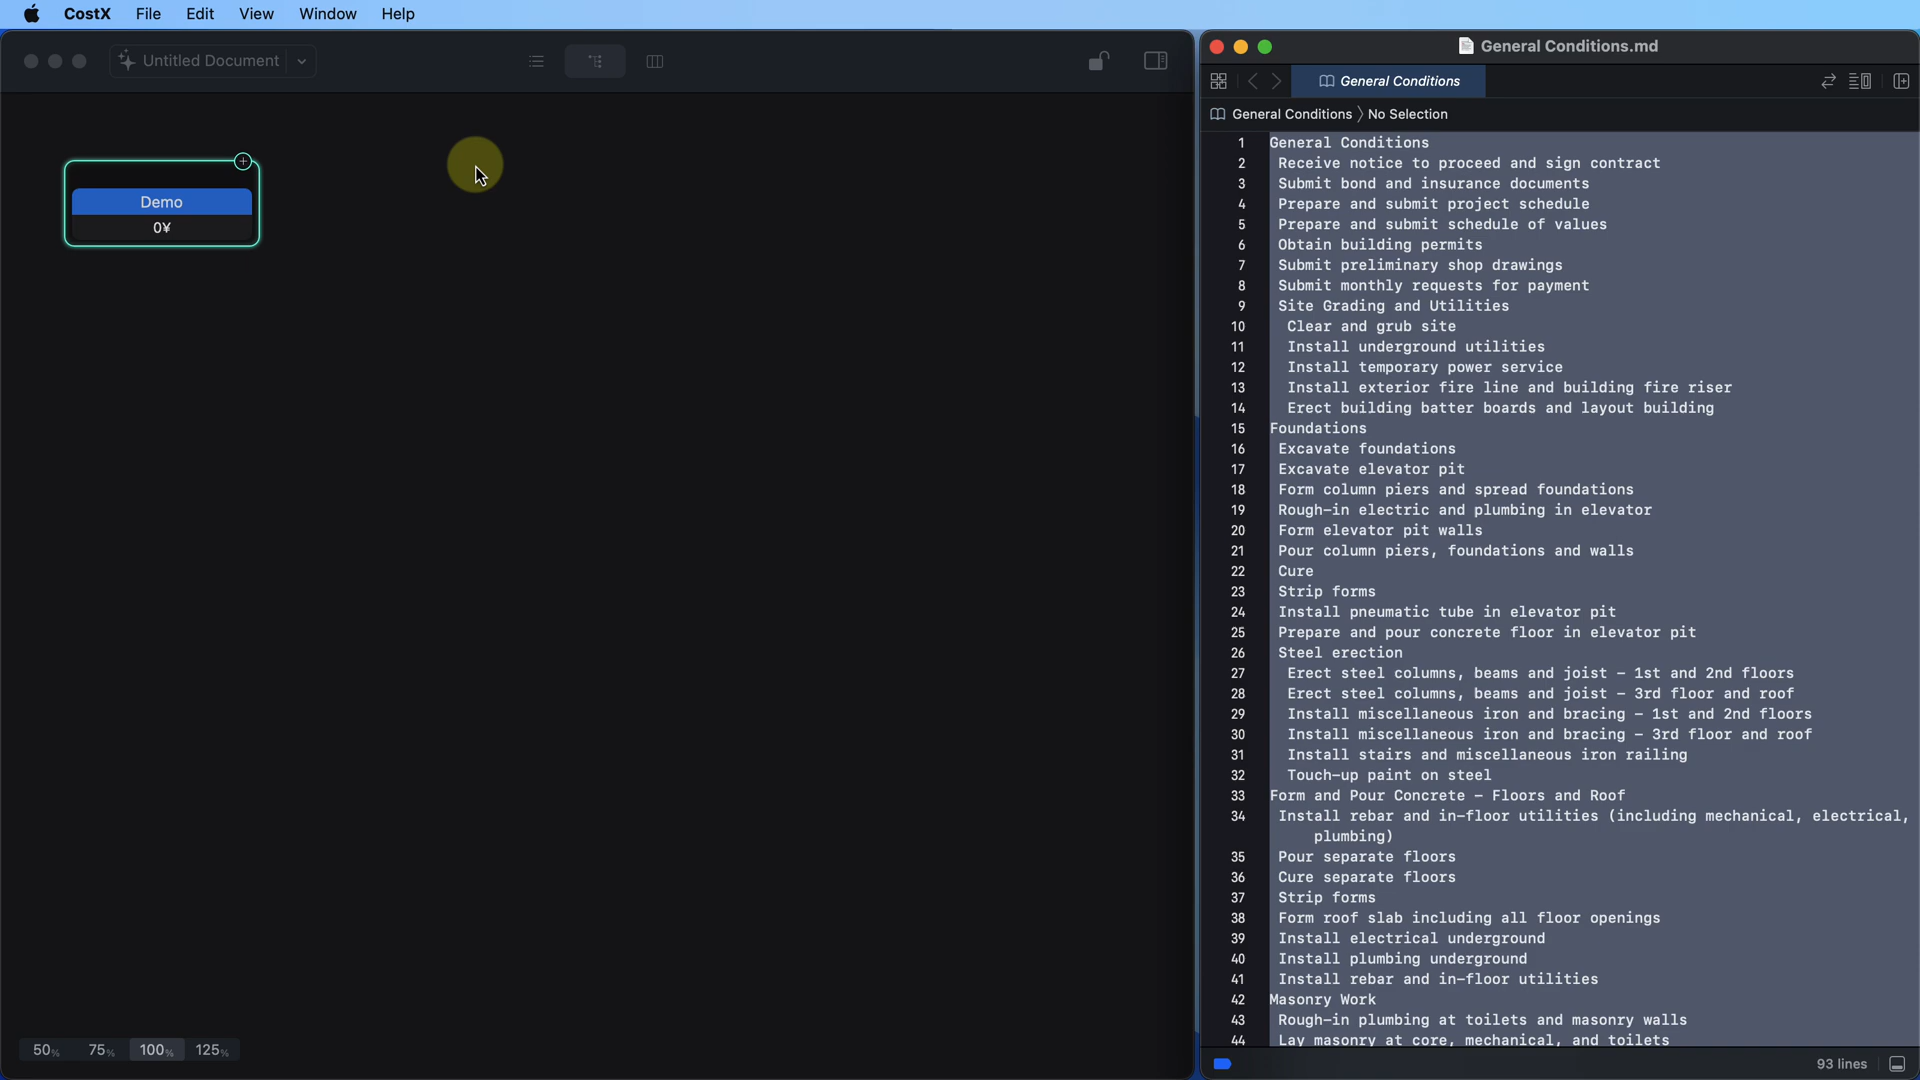 CostX File Edit View Window Help
Untitled Document
Demo
0¥
50% 75% 100% 125%
General Conditions.md
General Conditions
General Conditions 〉No Selection
1 General Conditions
2 Receive notice to proceed and sign contract
3 Submit bond and insurance documents
4 Prepare and submit project schedule
5 Prepare and submit schedule of values
6 Obtain building permits
7 Submit preliminary shop drawings
8 Submit monthly requests for payment
9 Site Grading and Utilities
10 Clear and grub site
11 Install underground utilities
12 Install temporary power service
13 Install exterior fire line and building fire riser
14 Erect building batter boards and layout building
15 Foundations
16 Excavate foundations
17 Excavate elevator pit
18 Form column piers and spread foundations
19 Rough-in electric and plumbing in elevator
20 Form elevator pit walls
21 Pour column piers, foundations and walls
22 Cure
23 Strip forms
24 Install pneumatic tube in elevator pit
25 Prepare and pour concrete floor in elevator pit
26 Steel erection
27 Erect steel columns, beams and joist - 1st and 2nd floors
28 Erect steel columns, beams and joist - 3rd floor and roof
29 Install miscellaneous iron and bracing - 1st and 2nd floors
30 Install miscellaneous iron and bracing - 3rd floor and roof
31 Install stairs and miscellaneous iron railing
32 Touch-up paint on steel
33 Form and Pour Concrete - Floors and Roof
34 Install rebar and in-floor utilities (including mechanical, electrical,
plumbing)
35 Pour separate floors
36 Cure separate floors
37 Strip forms
38 Form roof slab including all floor openings
39 Install electrical underground
40 Install plumbing underground
41 Install rebar and in-floor utilities
42 Masonry Work
43 Rough-in plumbing at toilets and masonry walls
44 Lay masonry at core, mechanical, and toilets
93 lines